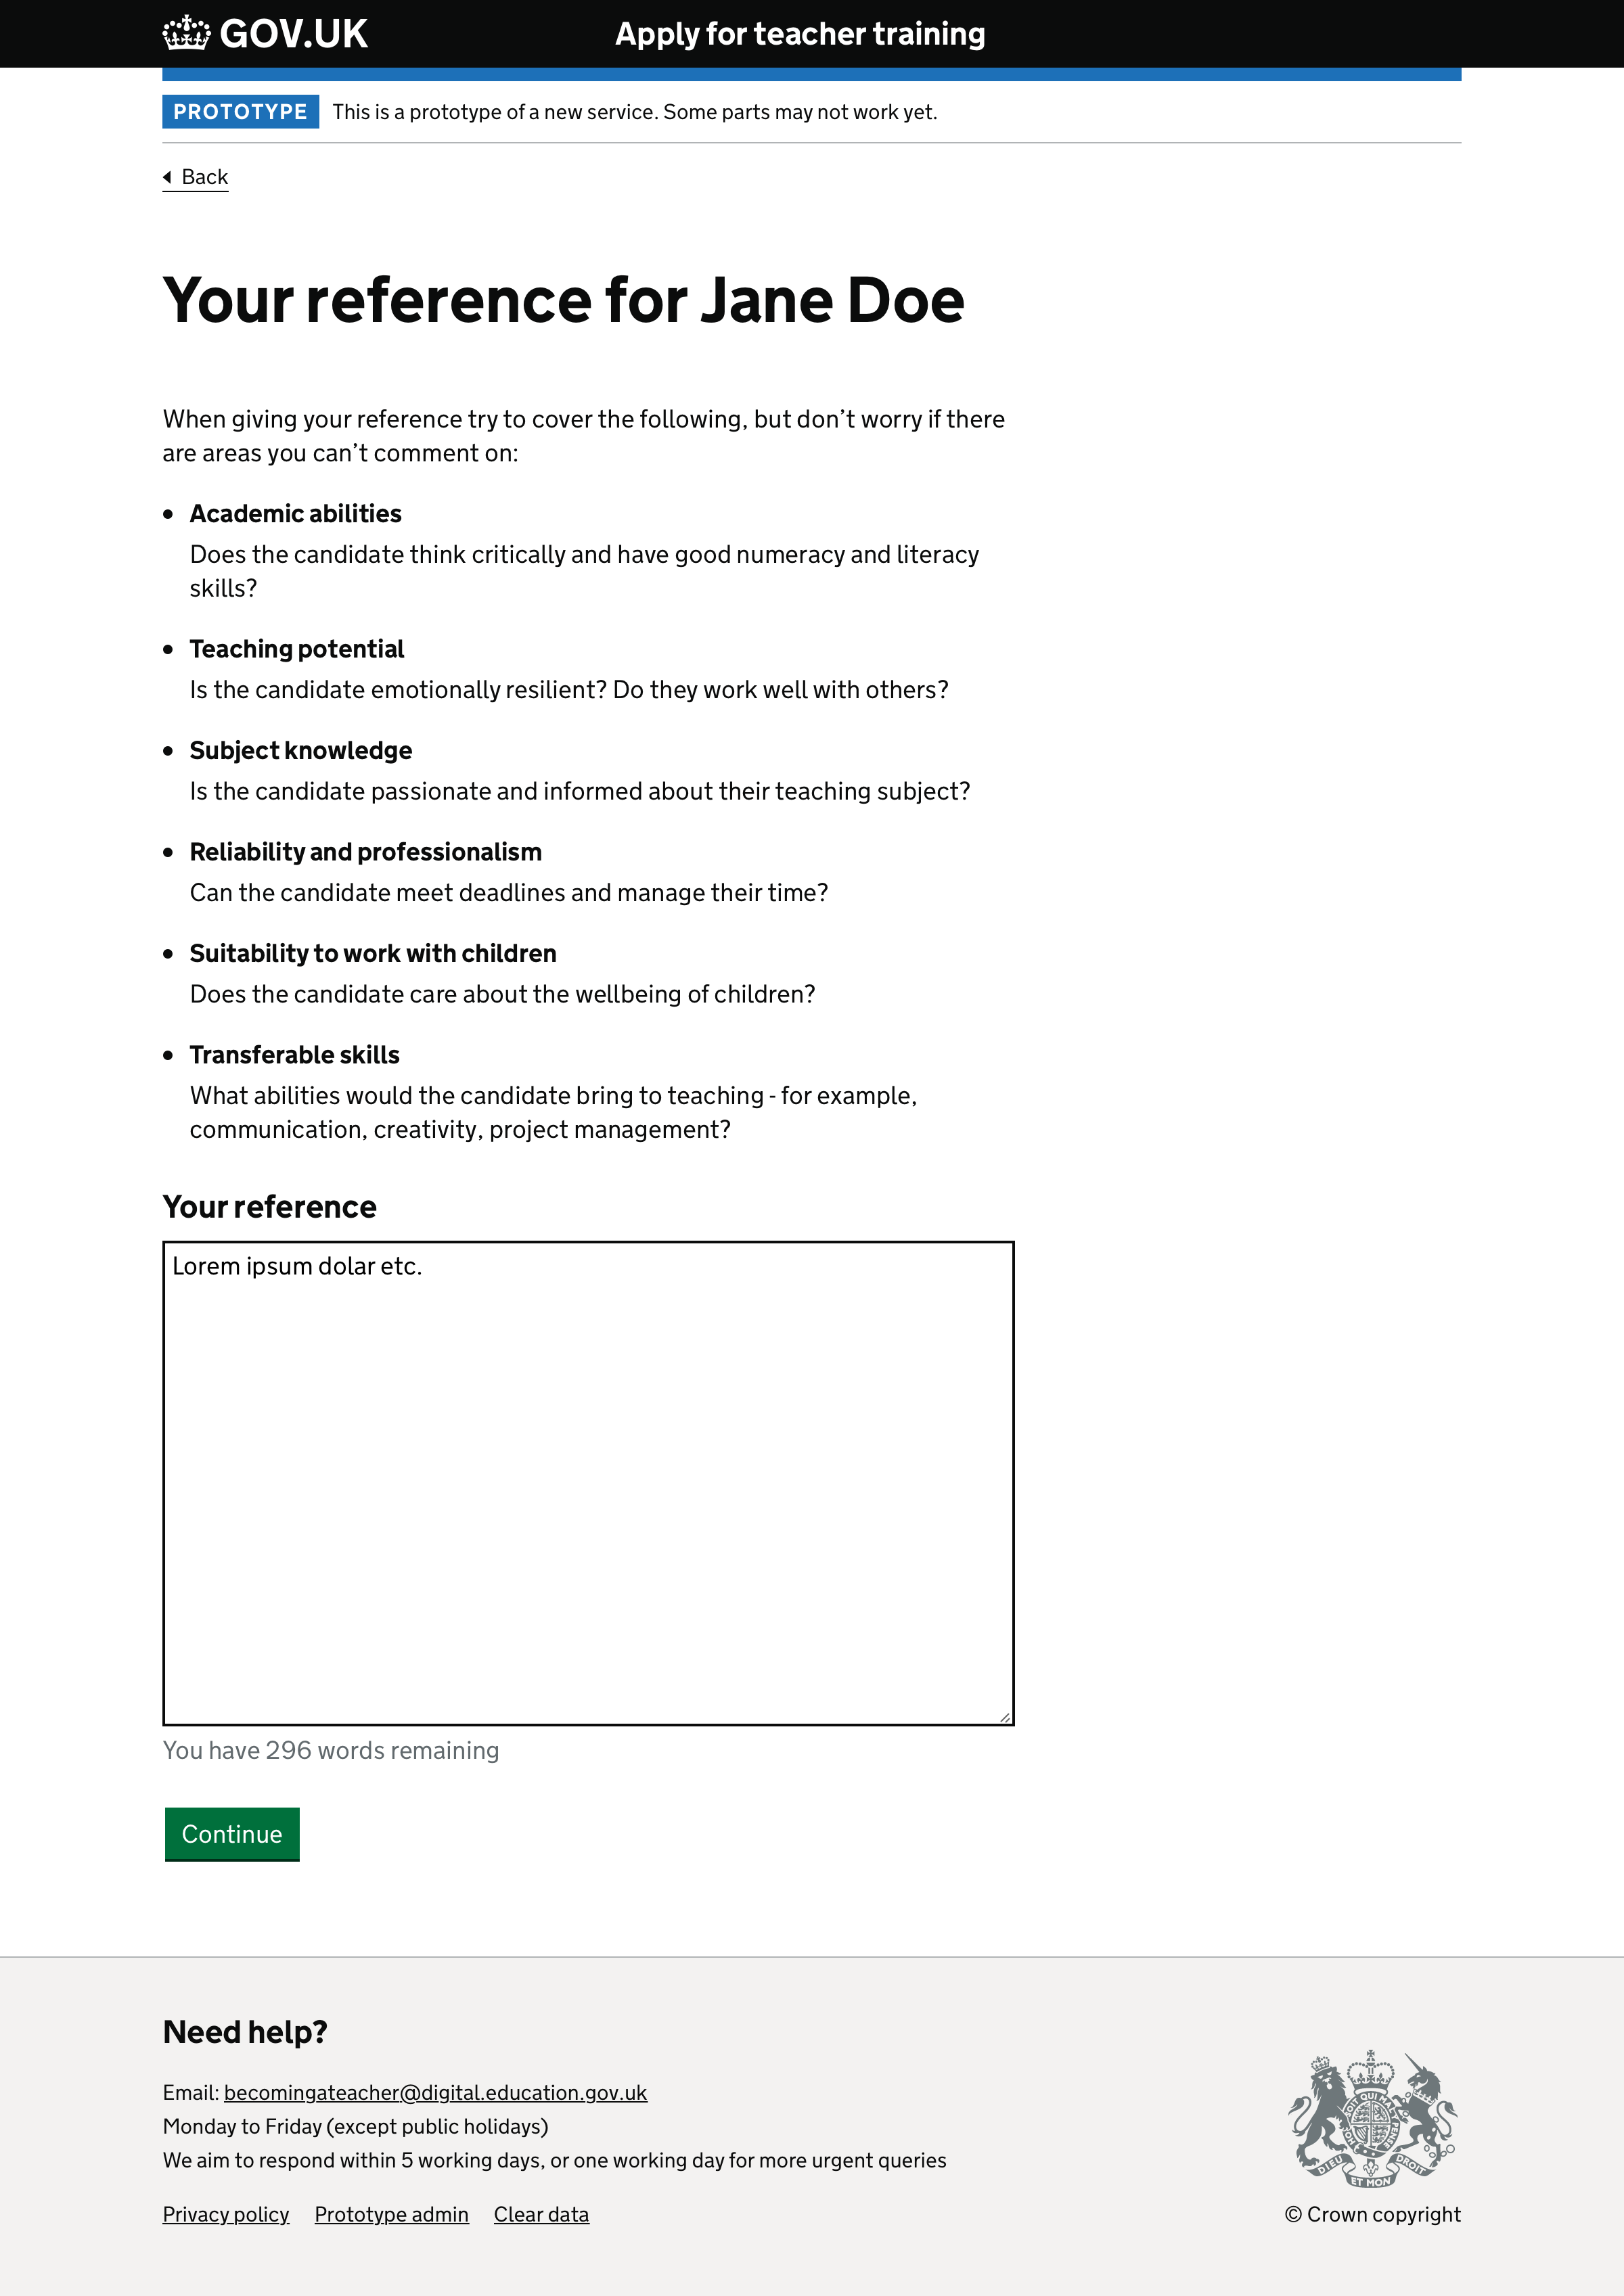 GOV.UK
Apply for teacher training
PROTOTYPE
This is a prototype of a new service. Some parts may not work yet.
Back
Your reference for Jane Doe
When giving your reference try to cover the following, but don’t worry if there
are areas you can’t comment on:
• Academic abilities
Does the candidate think critically and have good numeracy and literacy
skills?
• Teaching potential
Is the candidate emotionally resilient? Do they work well with others?
• Subject knowledge
Is the candidate passionate and informed about their teaching subject?
• Reliability and professionalism
Can the candidate meet deadlines and manage their time?
• Suitability to work with children
Does the candidate care about the wellbeing of children?
• Transferable skills
What abilities would the candidate bring to teaching - for example,
communication, creativity, project management?
Your reference
Lorem ipsum dolar etc.
You have 296 words remaining
Continue
Need help?
Email: becomingateacher@digital.education.gov.uk
Monday to Friday (except public holidays)
We aim to respond within 5 working days, or one working day for more urgent queries
Privacy policy
Prototype admin
Clear data
DIEU
ET MON
DROIT
© Crown copyright